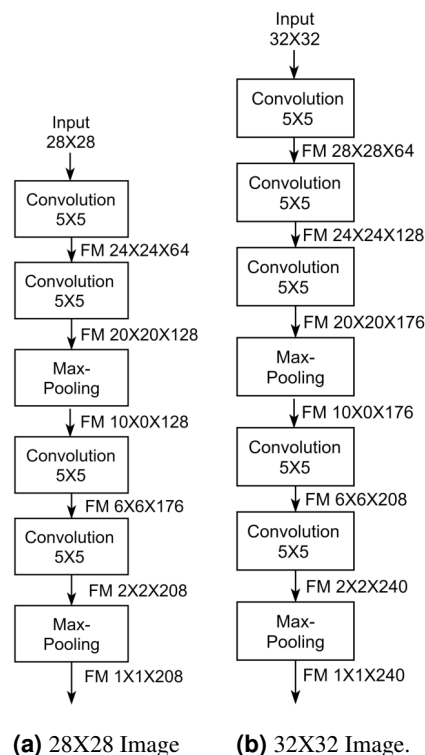 Input
28X28
Convolution
5X5
FM 24X24X64
Convolution
5X5
FM 20X20X128
Max-
Pooling
FM 10X0X128
Convolution
5X5
FM 6X6X176
Convolution
5X5
FM 2X2X208
Max-
Pooling
FM 1X1X208
(a) 28X28 Image
Input
32X32
Convolution
5X5
FM 28X28X64
Convolution
5X5
FM 24X24X128
Convolution
5X5
FM 20X20X176
Max-
Pooling
FM 10X0X176
Convolution
5X5
FM 6X6X208
Convolution
5X5
FM 2X2X240
Max-
Pooling
FM 1X1X240
(b) 32X32 Image.